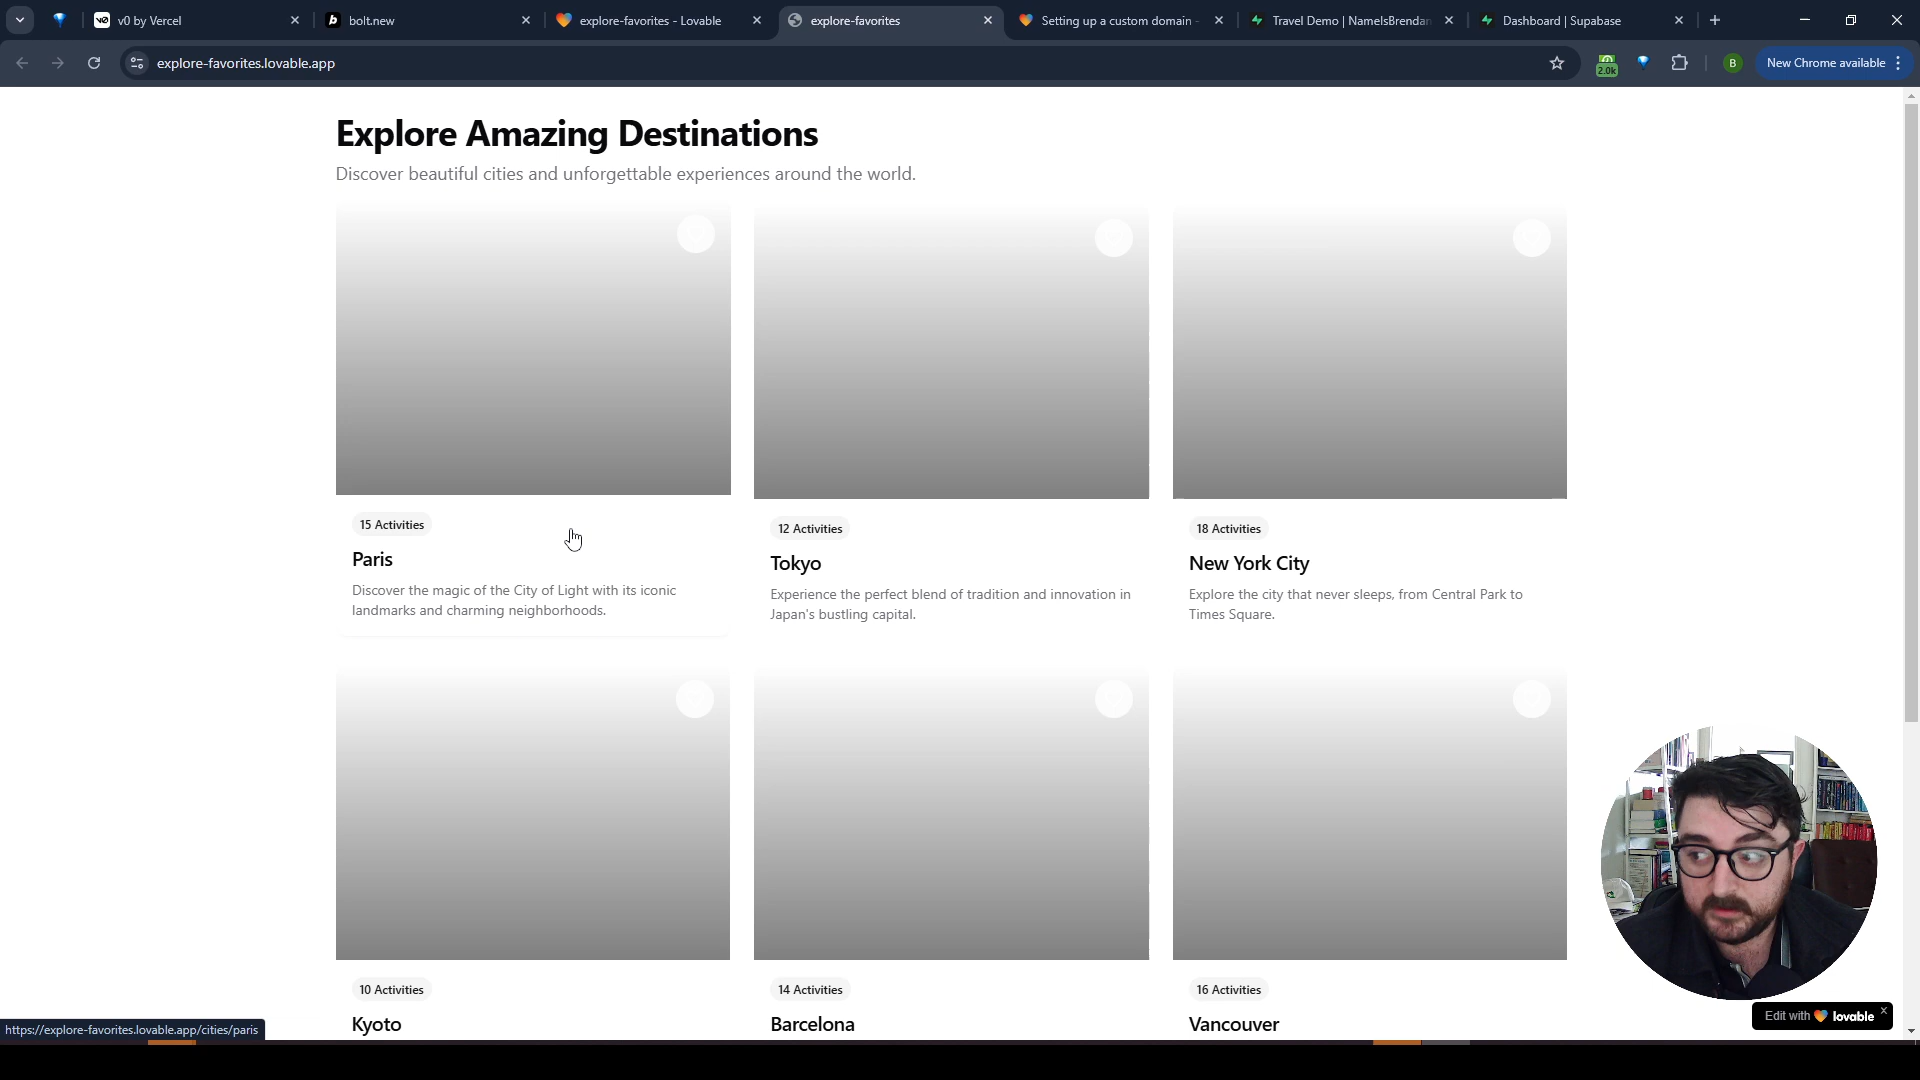 v0 by Vercel
bolt.new
explore-favorites - Lovable
explore-favorites
Setting up a custom domain -
Travel Demo | NameIsBrendan
Dashboard | Supabase
explore-favorites.lovable.app
2.0k
B
New Chrome available
Explore Amazing Destinations
Discover beautiful cities and unforgettable experiences around the world.
15 Activities
Paris
Discover the magic of the City of Light with its iconic
landmarks and charming neighborhoods.
12 Activities
Tokyo
Experience the perfect blend of tradition and innovation in
Japan's bustling capital.
18 Activities
New York City
Explore the city that never sleeps, from Central Park to
Times Square.
10 Activities
Kyoto
14 Activities
Barcelona
16 Activities
Vancouver
Edit with lovable
https://explore-favorites.lovable.app/cities/paris